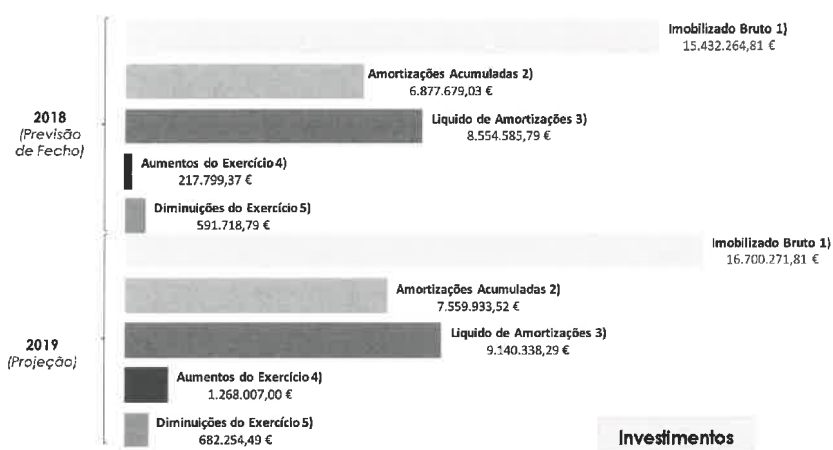 Imobilizado Bruto 1)
15.432.264,81 €
Amortizações Acumuladas 2)
6.877.679,03 €
2018
(Previsão
de Fecho)
Liquido de Amortizações 3)
8.554.585,79 €
Aumentos do Exercício 4)
217.799,37 €
Diminuições do Exercício 5)
591.718,79 €
Imobilizado Bruto 1)
16.700.271,81 €
Amortizações Acumuladas 2)
7.559.933,52 €
2019
(Projeção)
Liquido de Amortizações 3)
9.140.338,29 €
Aumentos do Exercício 4)
1.268.007,00 €
Diminuições do Exercício 5)
682.254,49 €
Investimentos